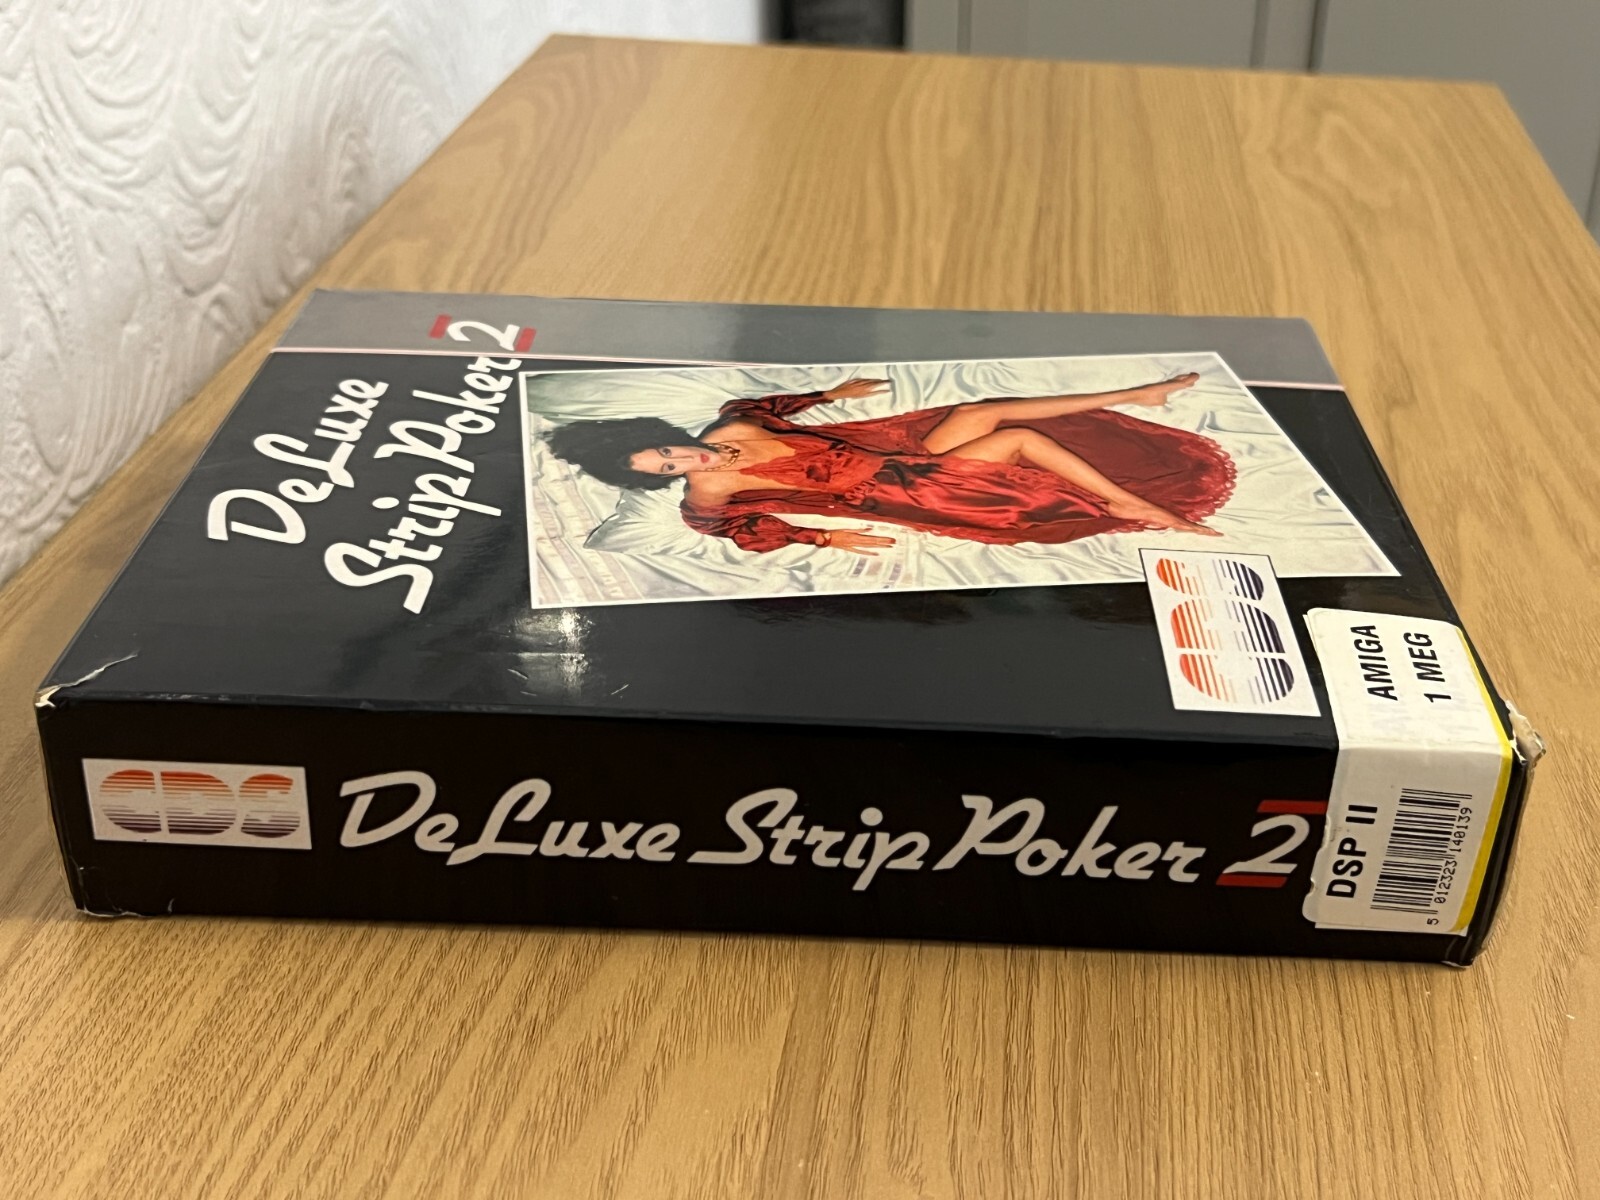 DeLuxe
Strip Poker 2
CDS
AMIGA
1 MEG
CDS
DeLuxe Strip Poker 2
DSP II
5 012323 140139